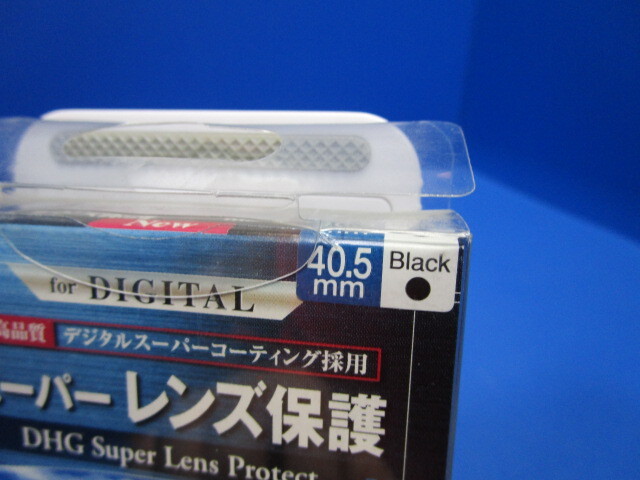 New
40.5
mm
Black
for DIGITAL
高品質
デジタルスーパーコーティング採用
スーパー レンズ保護
DHG Super Lens Protect